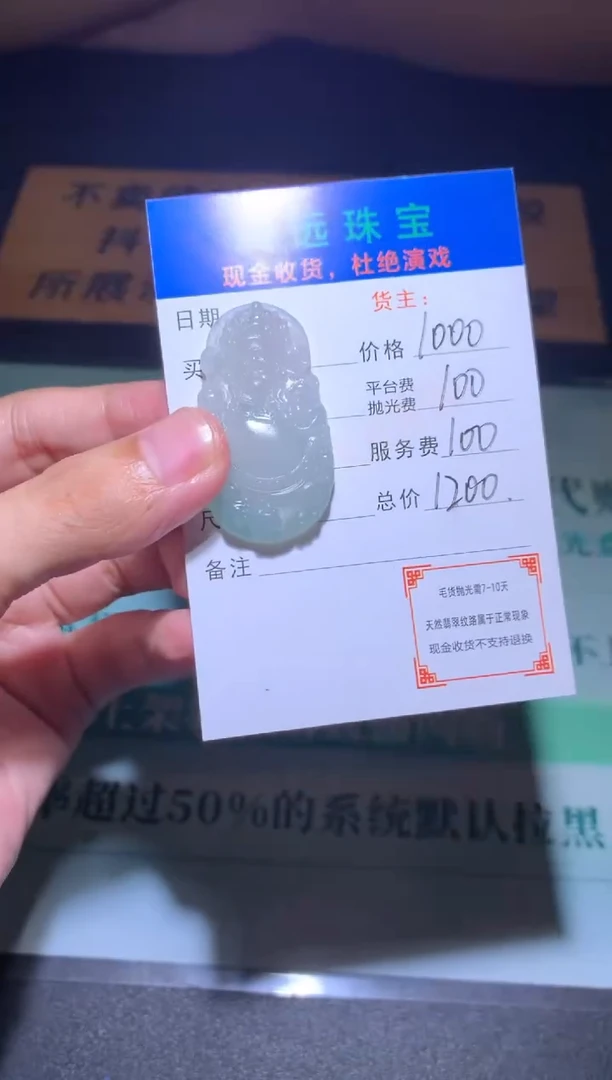 远珠宝
现金收货，杜绝演戏
日期
货主：
买
价格 1000
平台费
抛光费 100
服务费 100
尺
总价 1200.
备注
毛货抛光需7-10天
天然翡翠纹路属于正常现象
现金收货不支持退换
率超过50%的系统默认拉黑